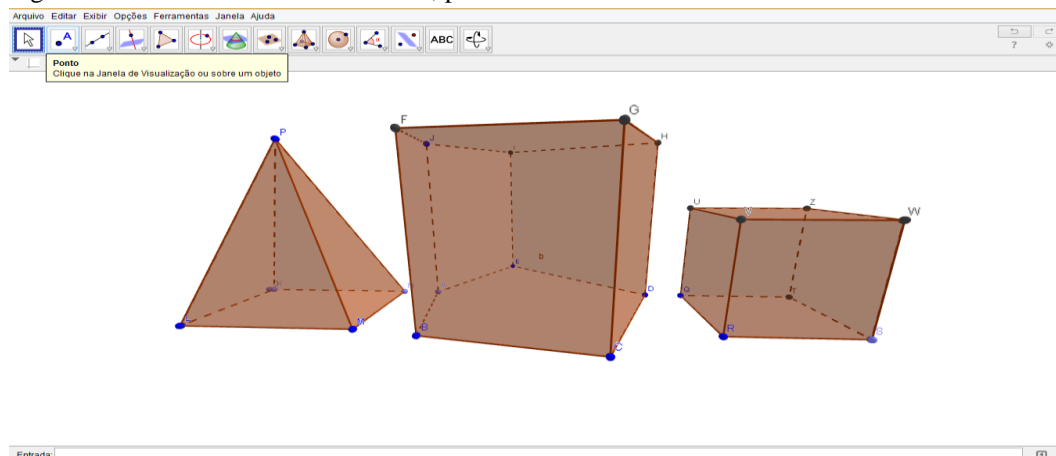 Arquivo Editar Exibir Opções Ferramentas Janela Ajuda
A ABC
Ponto
Clique na Janela de Visualização ou sobre um objeto
P
M
F
G
J
H
E
b
D
B
C
U
V
Z
W
Q
T
R
S
Entrada: